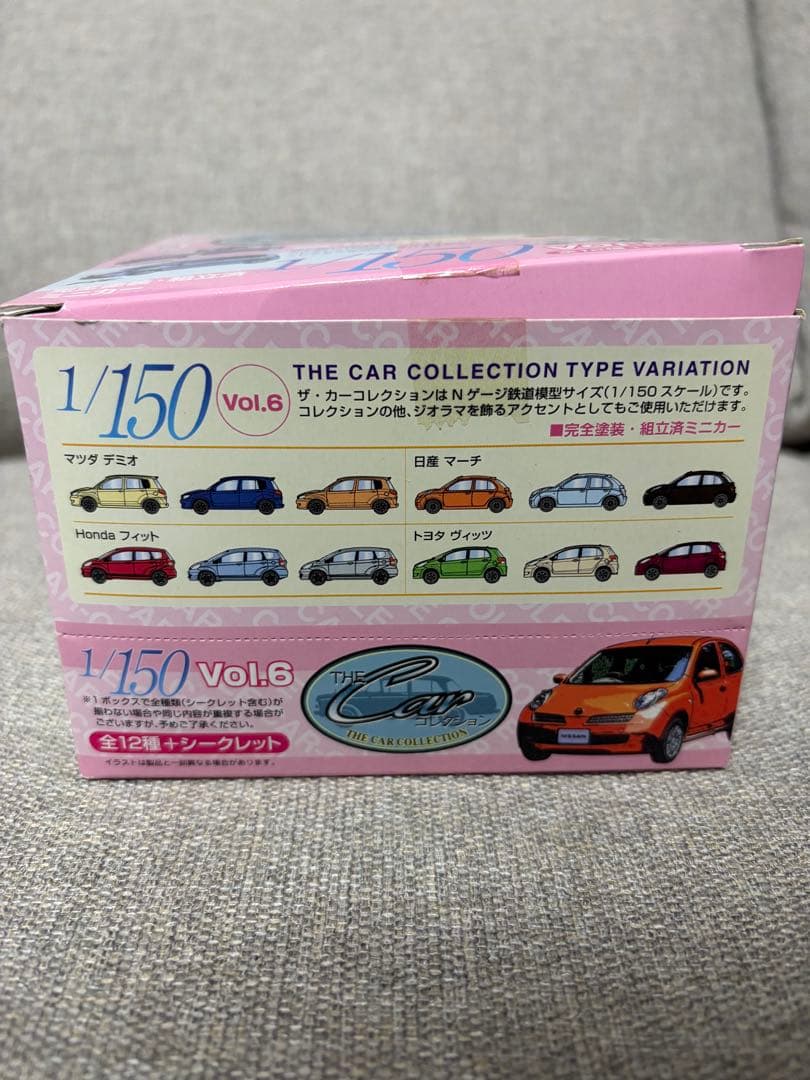 1/150
Vol.6
THE CAR COLLECTION TYPE VARIATION
ザ・カーコレクションは N ゲージ鉄道模型サイズ(1/150 スケール)です。
コレクションの他、ジオラマを飾るアクセントとしてもご使用いただけます。
■完全塗装・組立済ミニカー
マツダ デミオ
日産 マーチ
Honda フィット
トヨタ ヴィッツ
1/150 Vol.6
※1ボックスで全種類(シークレット含む)が
揃わない場合や同じ内容が重複する場合が
ございますが、予めご了承ください。
全12種+シークレット
イラストは製品と一部異なる場合があります。
THE
Car
コレクション
THE CAR COLLECTION
NISSAN